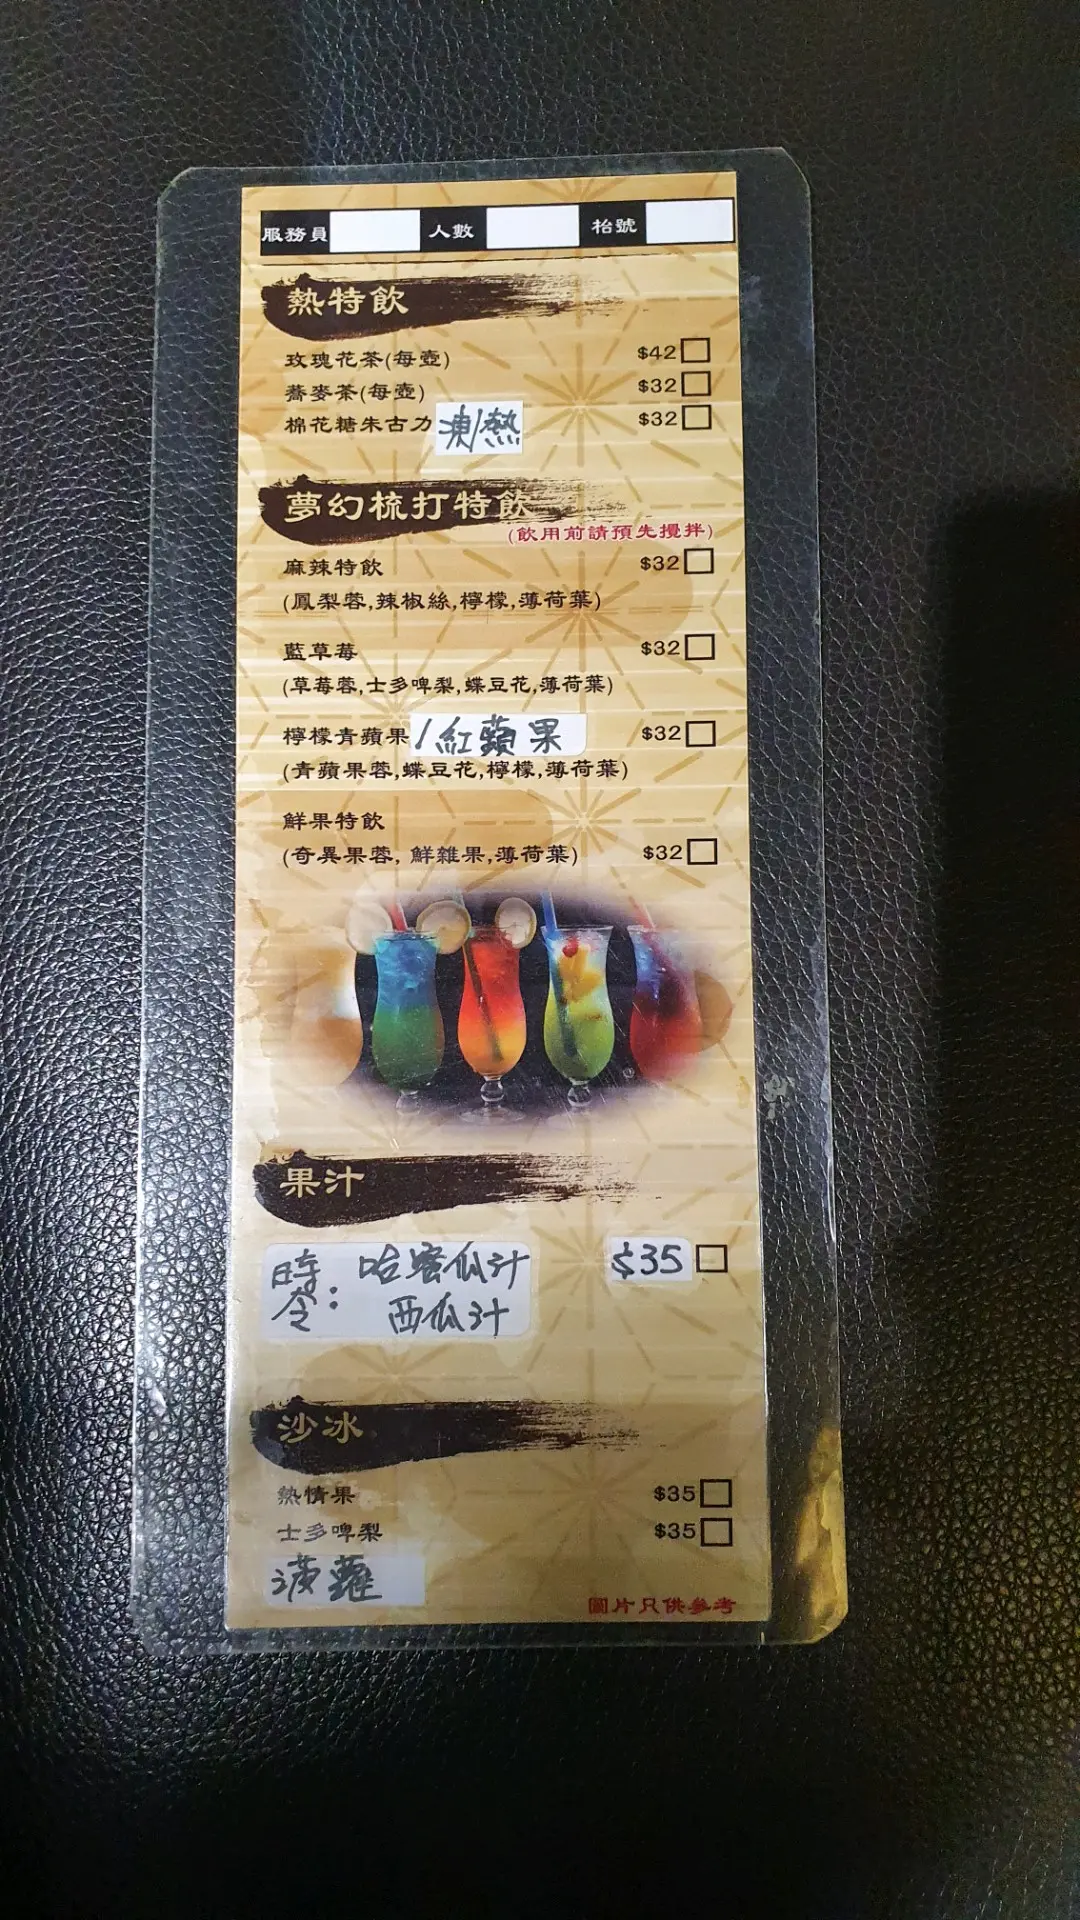 服務員 人數 枱號
熱特飲
玫瑰花茶(每壺) $42
蕎麥茶(每壺) $32
棉花糖朱古力 凍/熱 $32
夢幻梳打特飲
(飲用前請預先攪拌)
麻辣特飲 $32
(鳳梨蓉,辣椒絲,檸檬,薄荷葉)
藍草莓 $32
(草莓蓉,士多啤梨,蝶豆花,薄荷葉)
檸檬青蘋果/紅蘋果 $32
(青蘋果蓉,蝶豆花,檸檬,薄荷葉)
鮮果特飲
(奇異果蓉, 鮮雜果,薄荷葉) $32
果汁
時令: 哈密瓜汁 $35
西瓜汁
沙冰
熱情果 $35
士多啤梨 $35
菠蘿
圖片只供參考